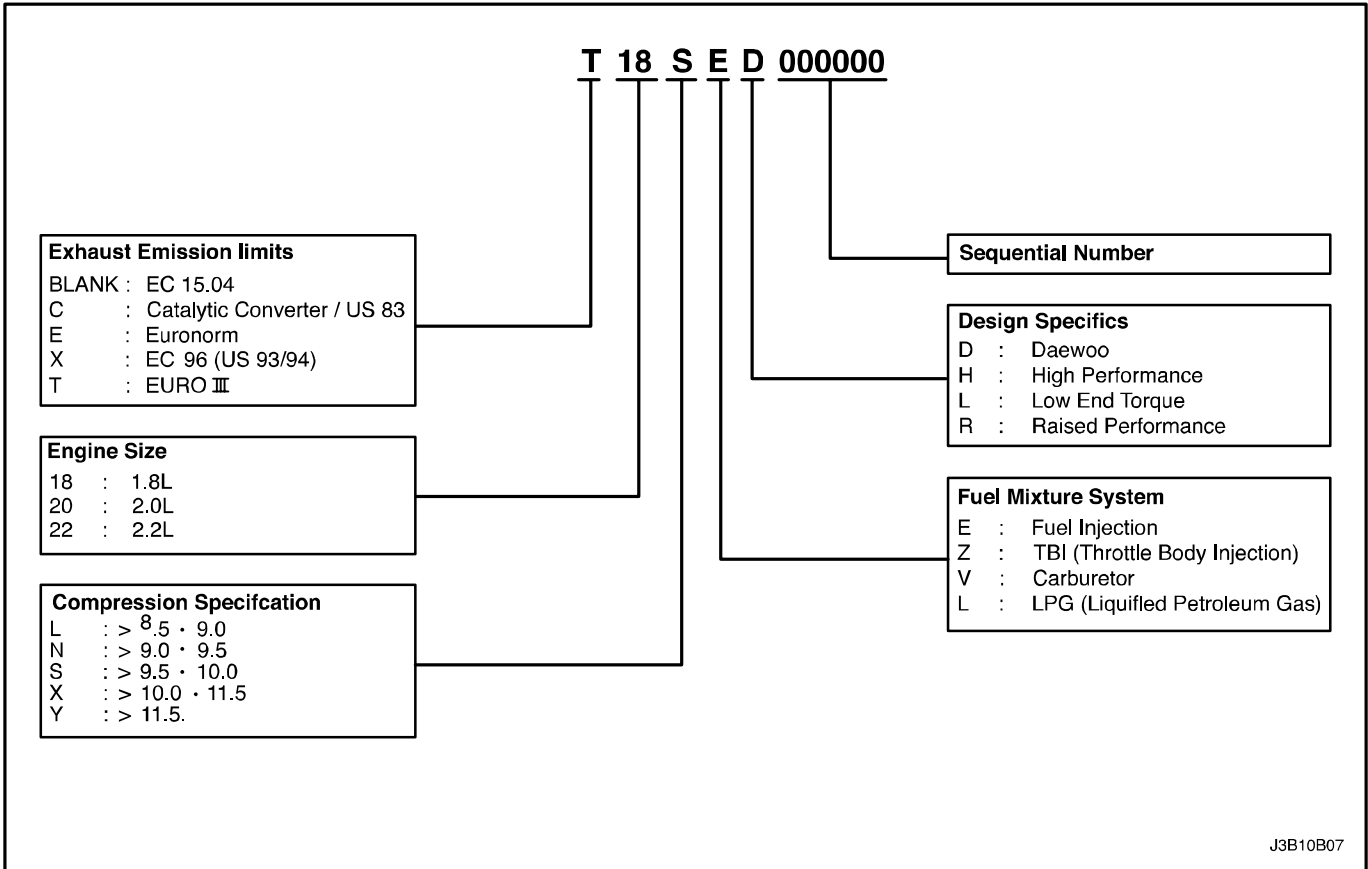 T 18 S E D 000000
Exhaust Emission limits
BLANK : EC 15.04
C : Catalytic Converter / US 83
E : Euronorm
X : EC 96 (US 93/94)
T : EURO III
Engine Size
18 : 1.8L
20 : 2.0L
22 : 2.2L
Compression Specifcation
L : > 8.5 · 9.0
N : > 9.0 · 9.5
S : > 9.5 · 10.0
X : > 10.0 · 11.5
Y : > 11.5.
Sequential Number
Design Specifics
D : Daewoo
H : High Performance
L : Low End Torque
R : Raised Performance
Fuel Mixture System
E : Fuel Injection
Z : TBI (Throttle Body Injection)
V : Carburetor
L : LPG (Liquifled Petroleum Gas)
J3B10B07